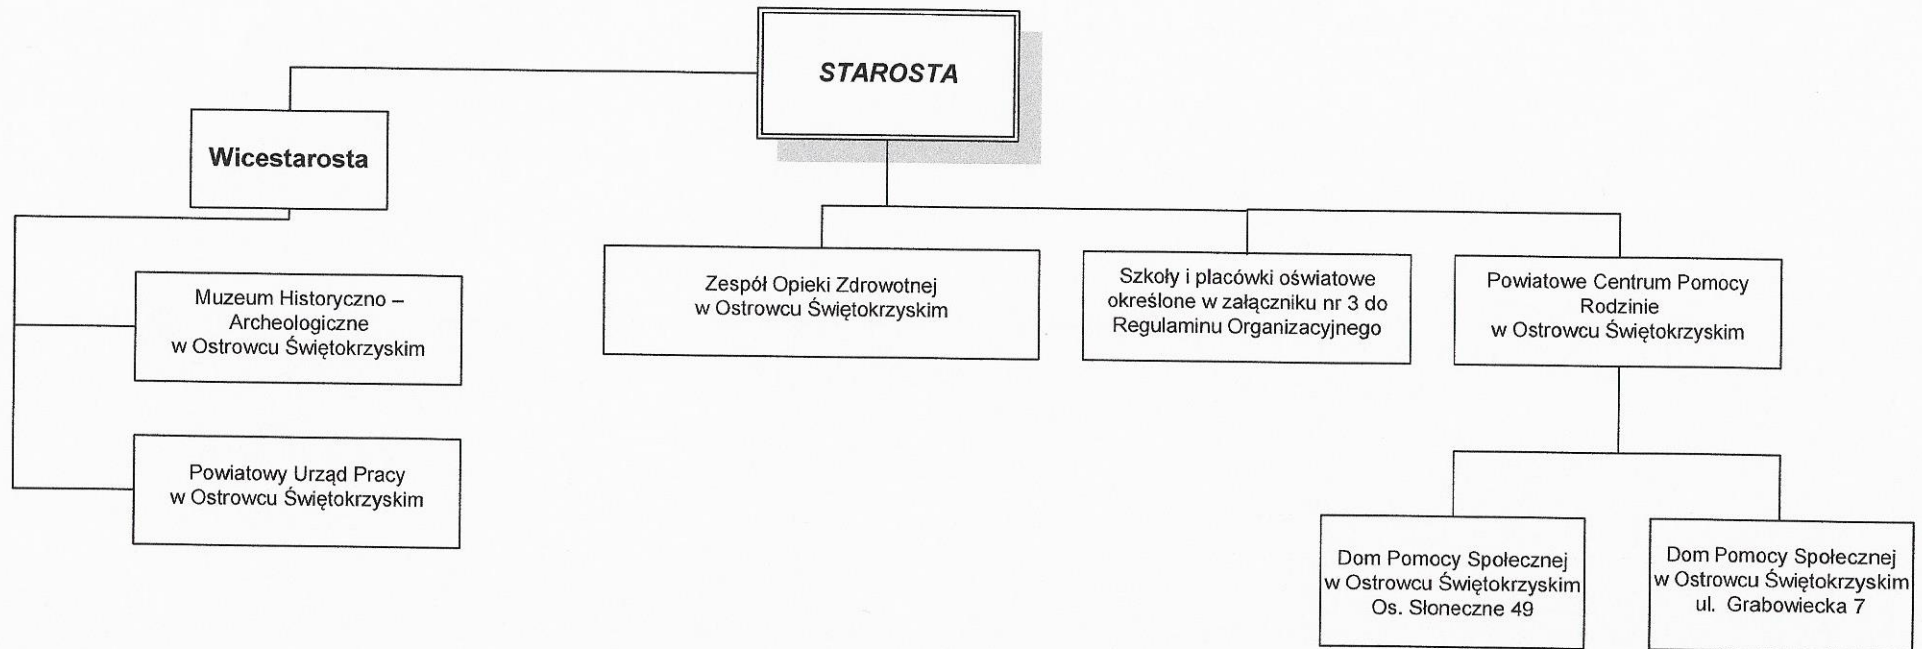 STAROSTA
Wicestarosta
Muzeum Historyczno –
Archeologiczne
w Ostrowcu Świętokrzyskim
Powiatowy Urząd Pracy
w Ostrowcu Świętokrzyskim
Zespół Opieki Zdrowotnej
w Ostrowcu Świętokrzyskim
Szkoły i placówki oświatowe
określone w załączniku nr 3 do
Regulaminu Organizacyjnego
Powiatowe Centrum Pomocy
Rodzinie
w Ostrowcu Świętokrzyskim
Dom Pomocy Społecznej
w Ostrowcu Świętokrzyskim
Os. Słoneczne 49
Dom Pomocy Społecznej
w Ostrowcu Świętokrzyskim
ul. Grabowiecka 7